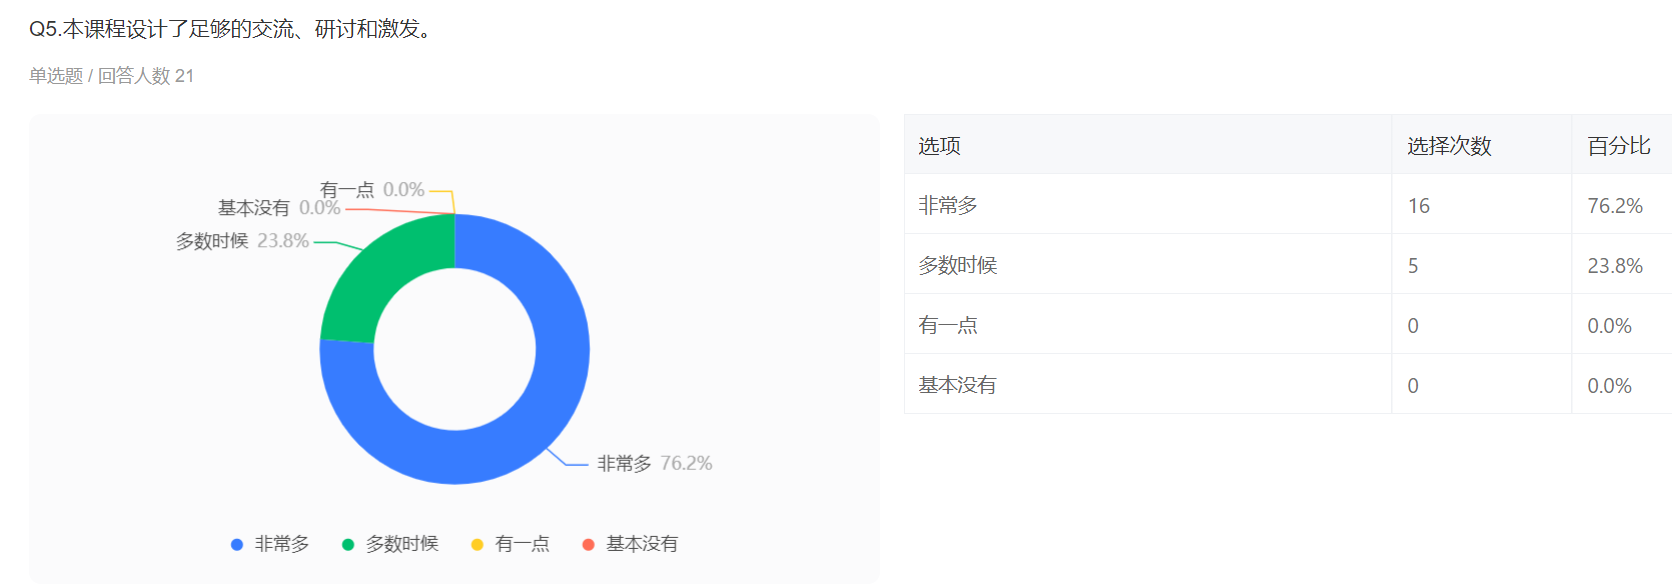 Q5.本课程设计了足够的交流、研讨和激发。
单选题 / 回答人数 21
有一点 0.0%
基本没有 0.0%
多数时候 23.8%
非常多 76.2%
非常多 多数时候 有一点 基本没有
选项 选择次数 百分比
非常多 16 76.2%
多数时候 5 23.8%
有一点 0 0.0%
基本没有 0 0.0%